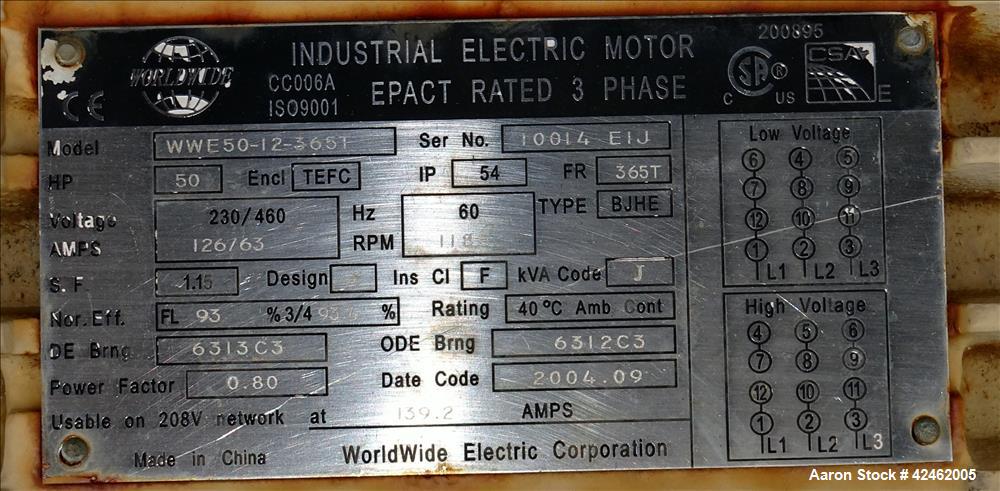 WORLDWIDE
CC006A
ISO9001
INDUSTRIAL ELECTRIC MOTOR
EPACT RATED 3 PHASE
200895
CSA
C US
E
CE
Model WWE50-12-365T Ser No. 10014 E1J
HP 50 Encl TEFC IP 54 FR 365T
Voltage 230/460 Hz 60 TYPE BJHE
AMPS 126/63 RPM
S. F. 1.15 Design Ins Cl F kVA Code J
Nor. Eff. FL 93 % 3/4 % Rating 40°C Amb Cont
DE Brng 6313C3 ODE Brng 6312C3
Power Factor 0.80 Date Code 2004.09
Usable on 208V network at 139.2 AMPS
Made in China WorldWide Electric Corporation
Low Voltage
6 4 5
7 8 9
12 10 11
1 2 3
L1 L2 L3
High Voltage
4 5 6
7 8 9
12 10 11
1 2 3
L1 L2 L3
Aaron Stock # 42462005